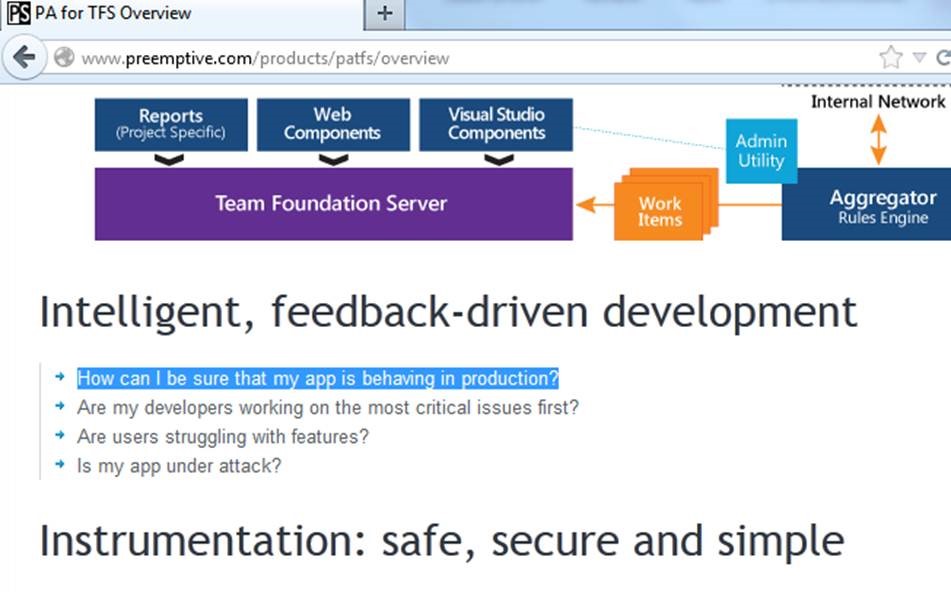 PS PA for TFS Overview
+
www.preemptive.com/products/patfs/overview
Internal Network
Reports
(Project Specific)
Web
Components
Visual Studio
Components
Admin
Utility
Team Foundation Server
Work
Items
Aggregator
Rules Engine
Intelligent, feedback-driven development
How can I be sure that my app is behaving in production?
Are my developers working on the most critical issues first?
Are users struggling with features?
Is my app under attack?
Instrumentation: safe, secure and simple